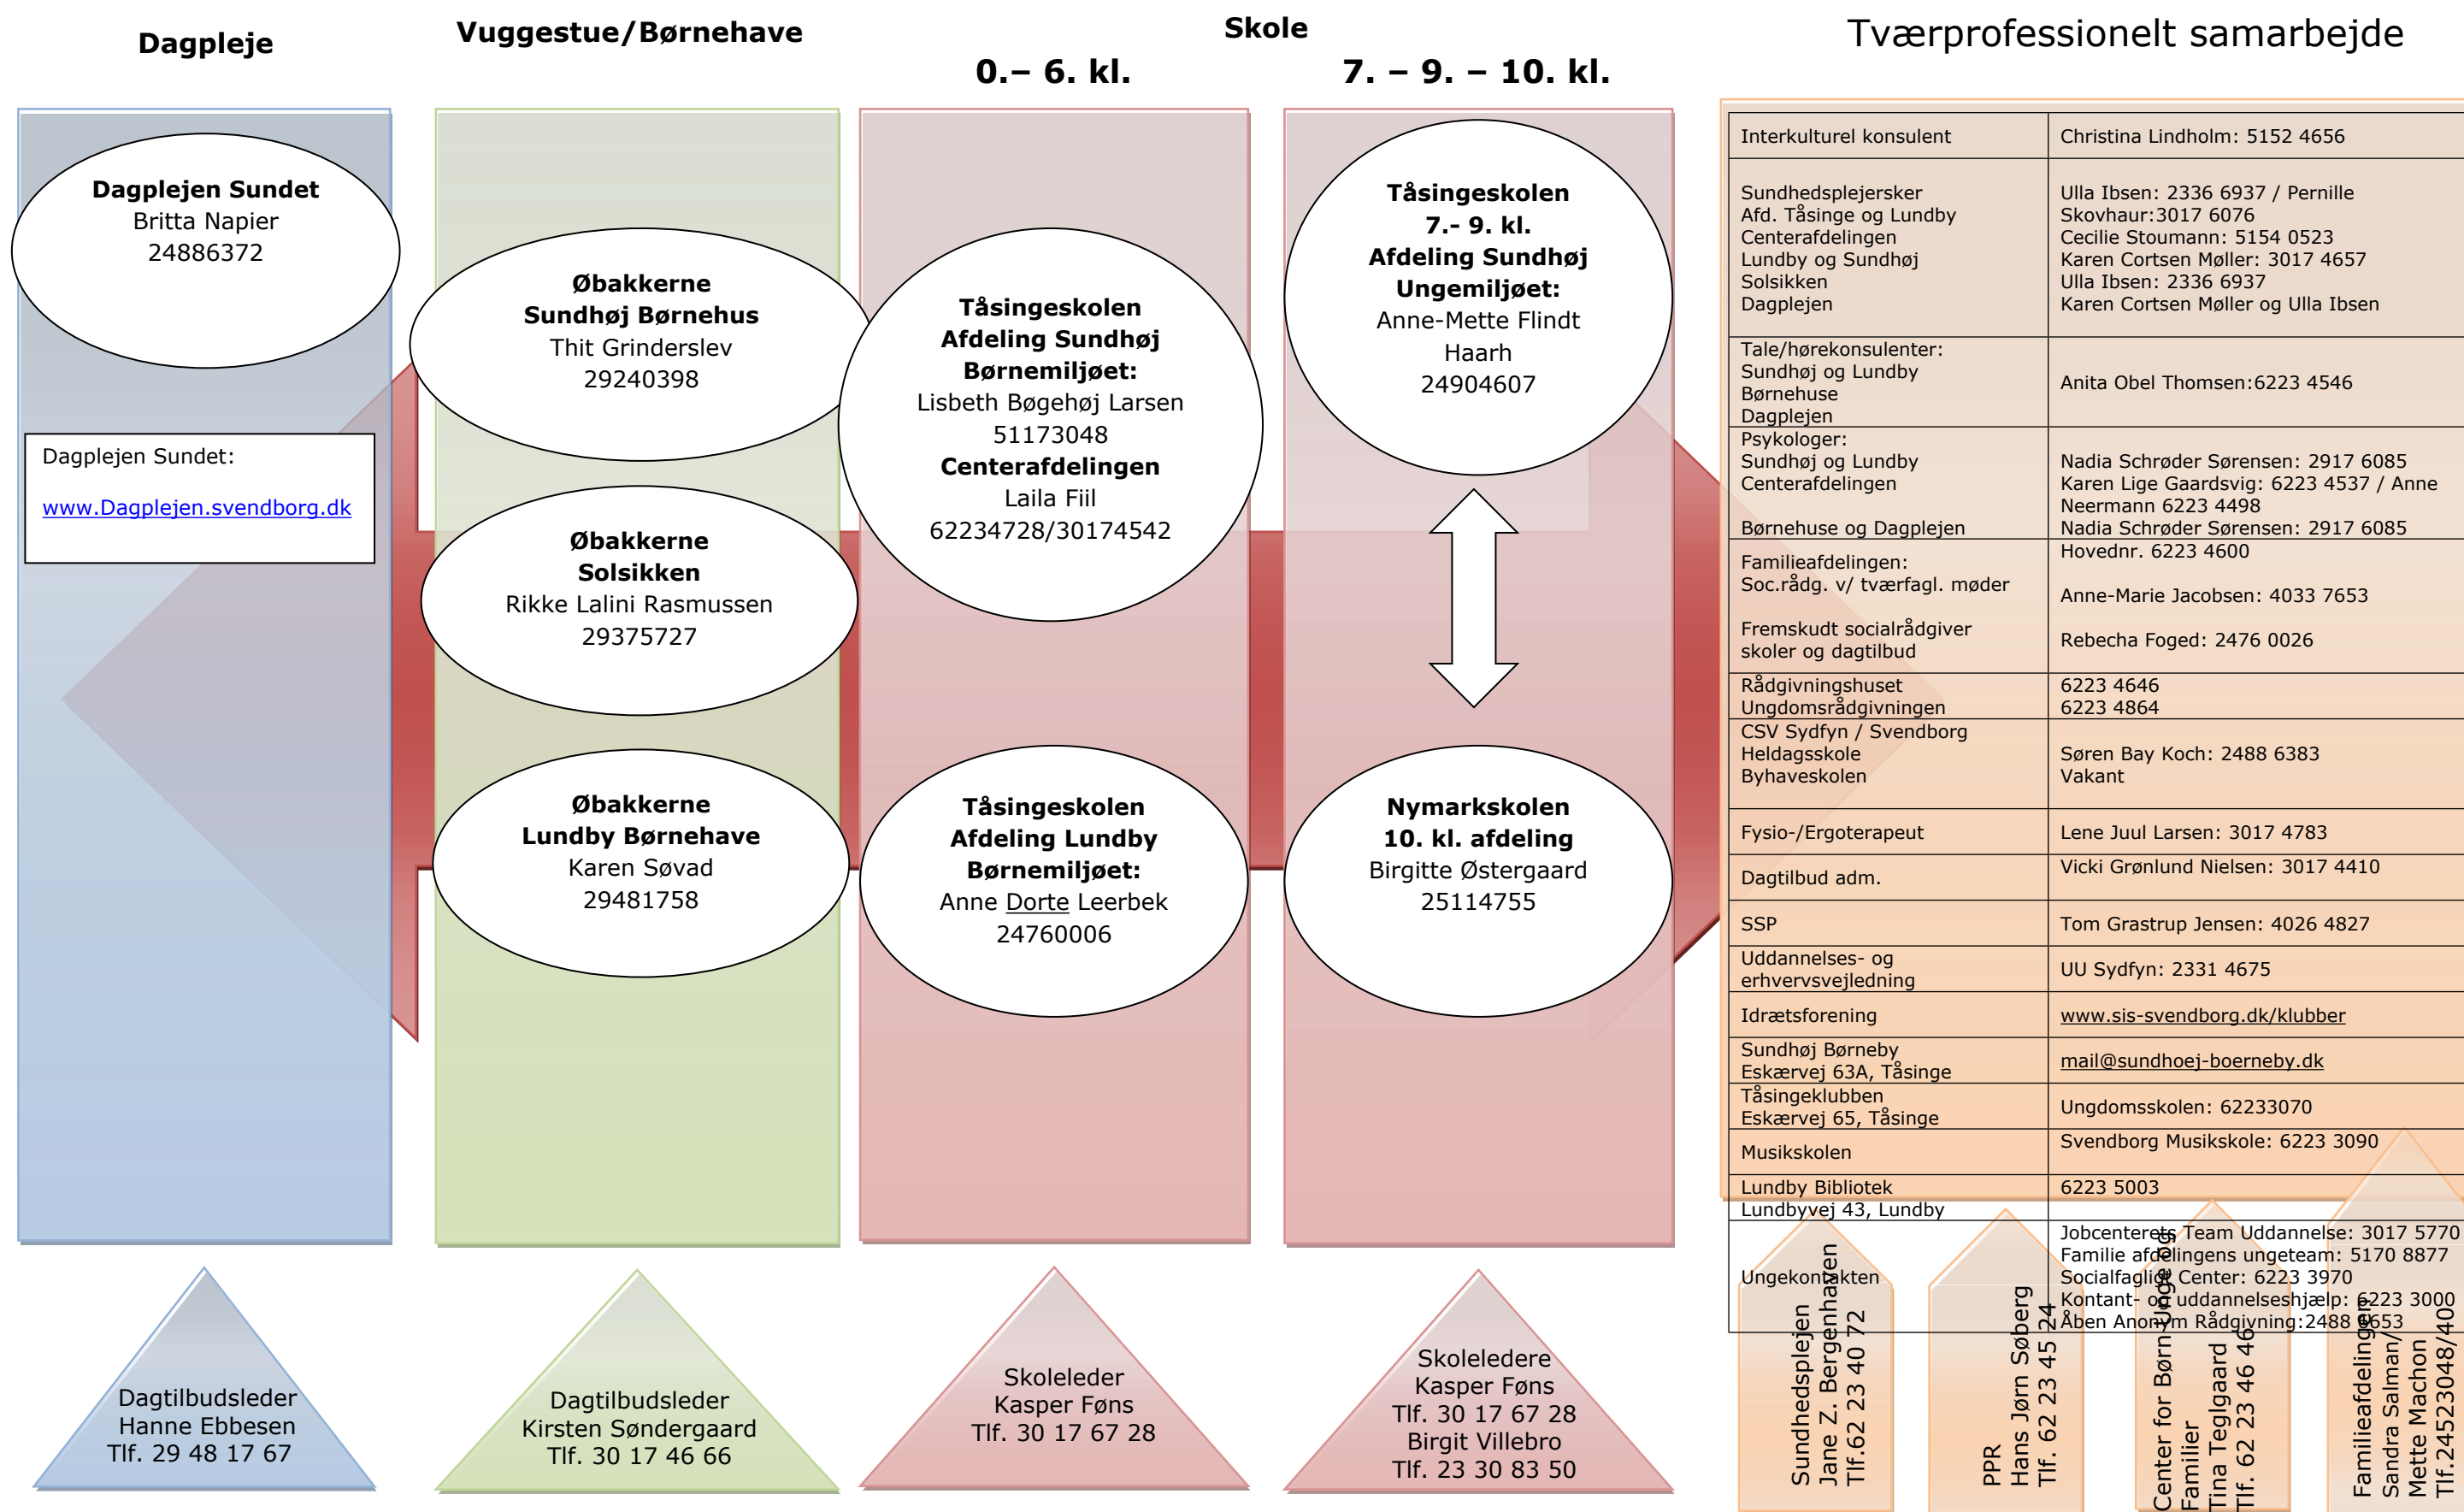 Dagpleje
Vuggestue/Børnehave
Skole
0.– 6. kl.
7. – 9. – 10. kl.
Tværprofessionelt samarbejde
Dagplejen Sundet
Britta Napier
24886372
Dagplejen Sundet:
www.Dagplejen.svendborg.dk
Øbakkerne
Sundhøj Børnehus
Thit Grinderslev
29240398
Øbakkerne
Solsikken
Rikke Lalini Rasmussen
29375727
Øbakkerne
Lundby Børnehave
Karen Søvad
29481758
Tåsingeskolen
Afdeling Sundhøj
Børnemiljøet:
Lisbeth Bøgehøj Larsen
51173048
Centerafdelingen
Laila Fiil
62234728/30174542
Tåsingeskolen
Afdeling Lundby
Børnemiljøet:
Anne Dorte Leerbek
24760006
Tåsingeskolen
7.- 9. kl.
Afdeling Sundhøj
Ungemiljøet:
Anne-Mette Flindt
Haarh
24904607
Nymarkskolen
10. kl. afdeling
Birgitte Østergaard
25114755
Interkulturel konsulent
Christina Lindholm: 5152 4656
Sundhedsplejersker
Afd. Tåsinge og Lundby
Centerafdelingen
Lundby og Sundhøj
Solsikken
Dagplejen
Ulla Ibsen: 2336 6937 / Pernille
Skovhaur:3017 6076
Cecilie Stoumann: 5154 0523
Karen Cortsen Møller: 3017 4657
Ulla Ibsen: 2336 6937
Karen Cortsen Møller og Ulla Ibsen
Tale/hørekonsulenter:
Sundhøj og Lundby
Børnehuse
Dagplejen
Anita Obel Thomsen:6223 4546
Psykologer:
Sundhøj og Lundby
Centerafdelingen
Børnehuse og Dagplejen
Nadia Schrøder Sørensen: 2917 6085
Karen Lige Gaardsvig: 6223 4537 / Anne
Neermann 6223 4498
Nadia Schrøder Sørensen: 2917 6085
Familieafdelingen:
Soc.rådg. v/ tværfagl. møder
Fremskudt socialrådgiver
skoler og dagtilbud
Hovednr. 6223 4600
Anne-Marie Jacobsen: 4033 7653
Rebecha Foged: 2476 0026
Rådgivningshuset
Ungdomsrådgivningen
6223 4646
6223 4864
CSV Sydfyn / Svendborg
Heldagsskole
Byhaveskolen
Søren Bay Koch: 2488 6383
Vakant
Fysio-/Ergoterapeut
Lene Juul Larsen: 3017 4783
Dagtilbud adm.
Vicki Grønlund Nielsen: 3017 4410
SSP
Tom Grastrup Jensen: 4026 4827
Uddannelses- og
erhvervsvejledning
UU Sydfyn: 2331 4675
Idrætsforening
www.sis-svendborg.dk/klubber
Sundhøj Børneby
Eskærvej 63A, Tåsinge
mail@sundhoej-boerneby.dk
Tåsingeklubben
Eskærvej 65, Tåsinge
Ungdomsskolen: 62233070
Musikskolen
Svendborg Musikskole: 6223 3090
Lundby Bibliotek
Lundbyvej 43, Lundby
6223 5003
Ungekontakten
Jobcenterets Team Uddannelse: 3017 5770
Familie afdelingens ungeteam: 5170 8877
Socialfaglige Center: 6223 3970
Kontant- og uddannelseshjælp: 6223 3000
Åben Anonym Rådgivning:2488 6653
Dagtilbudsleder
Hanne Ebbesen
Tlf. 29 48 17 67
Dagtilbudsleder
Kirsten Søndergaard
Tlf. 30 17 46 66
Skoleleder
Kasper Føns
Tlf. 30 17 67 28
Skoleledere
Kasper Føns
Tlf. 30 17 67 28
Birgit Villebro
Tlf. 23 30 83 50
Sundhedsplejen
Jane Z. Bergenhaven
Tlf.62 23 40 72
PPR
Hans Jørn Søberg
Tlf. 62 23 45 24
Center for Børn-Unge og
Familier
Tina Teglgaard
Tlf. 62 23 46 46
Familieafdelingen
Sandra Salman/
Mette Machon
Tlf.24523048/40